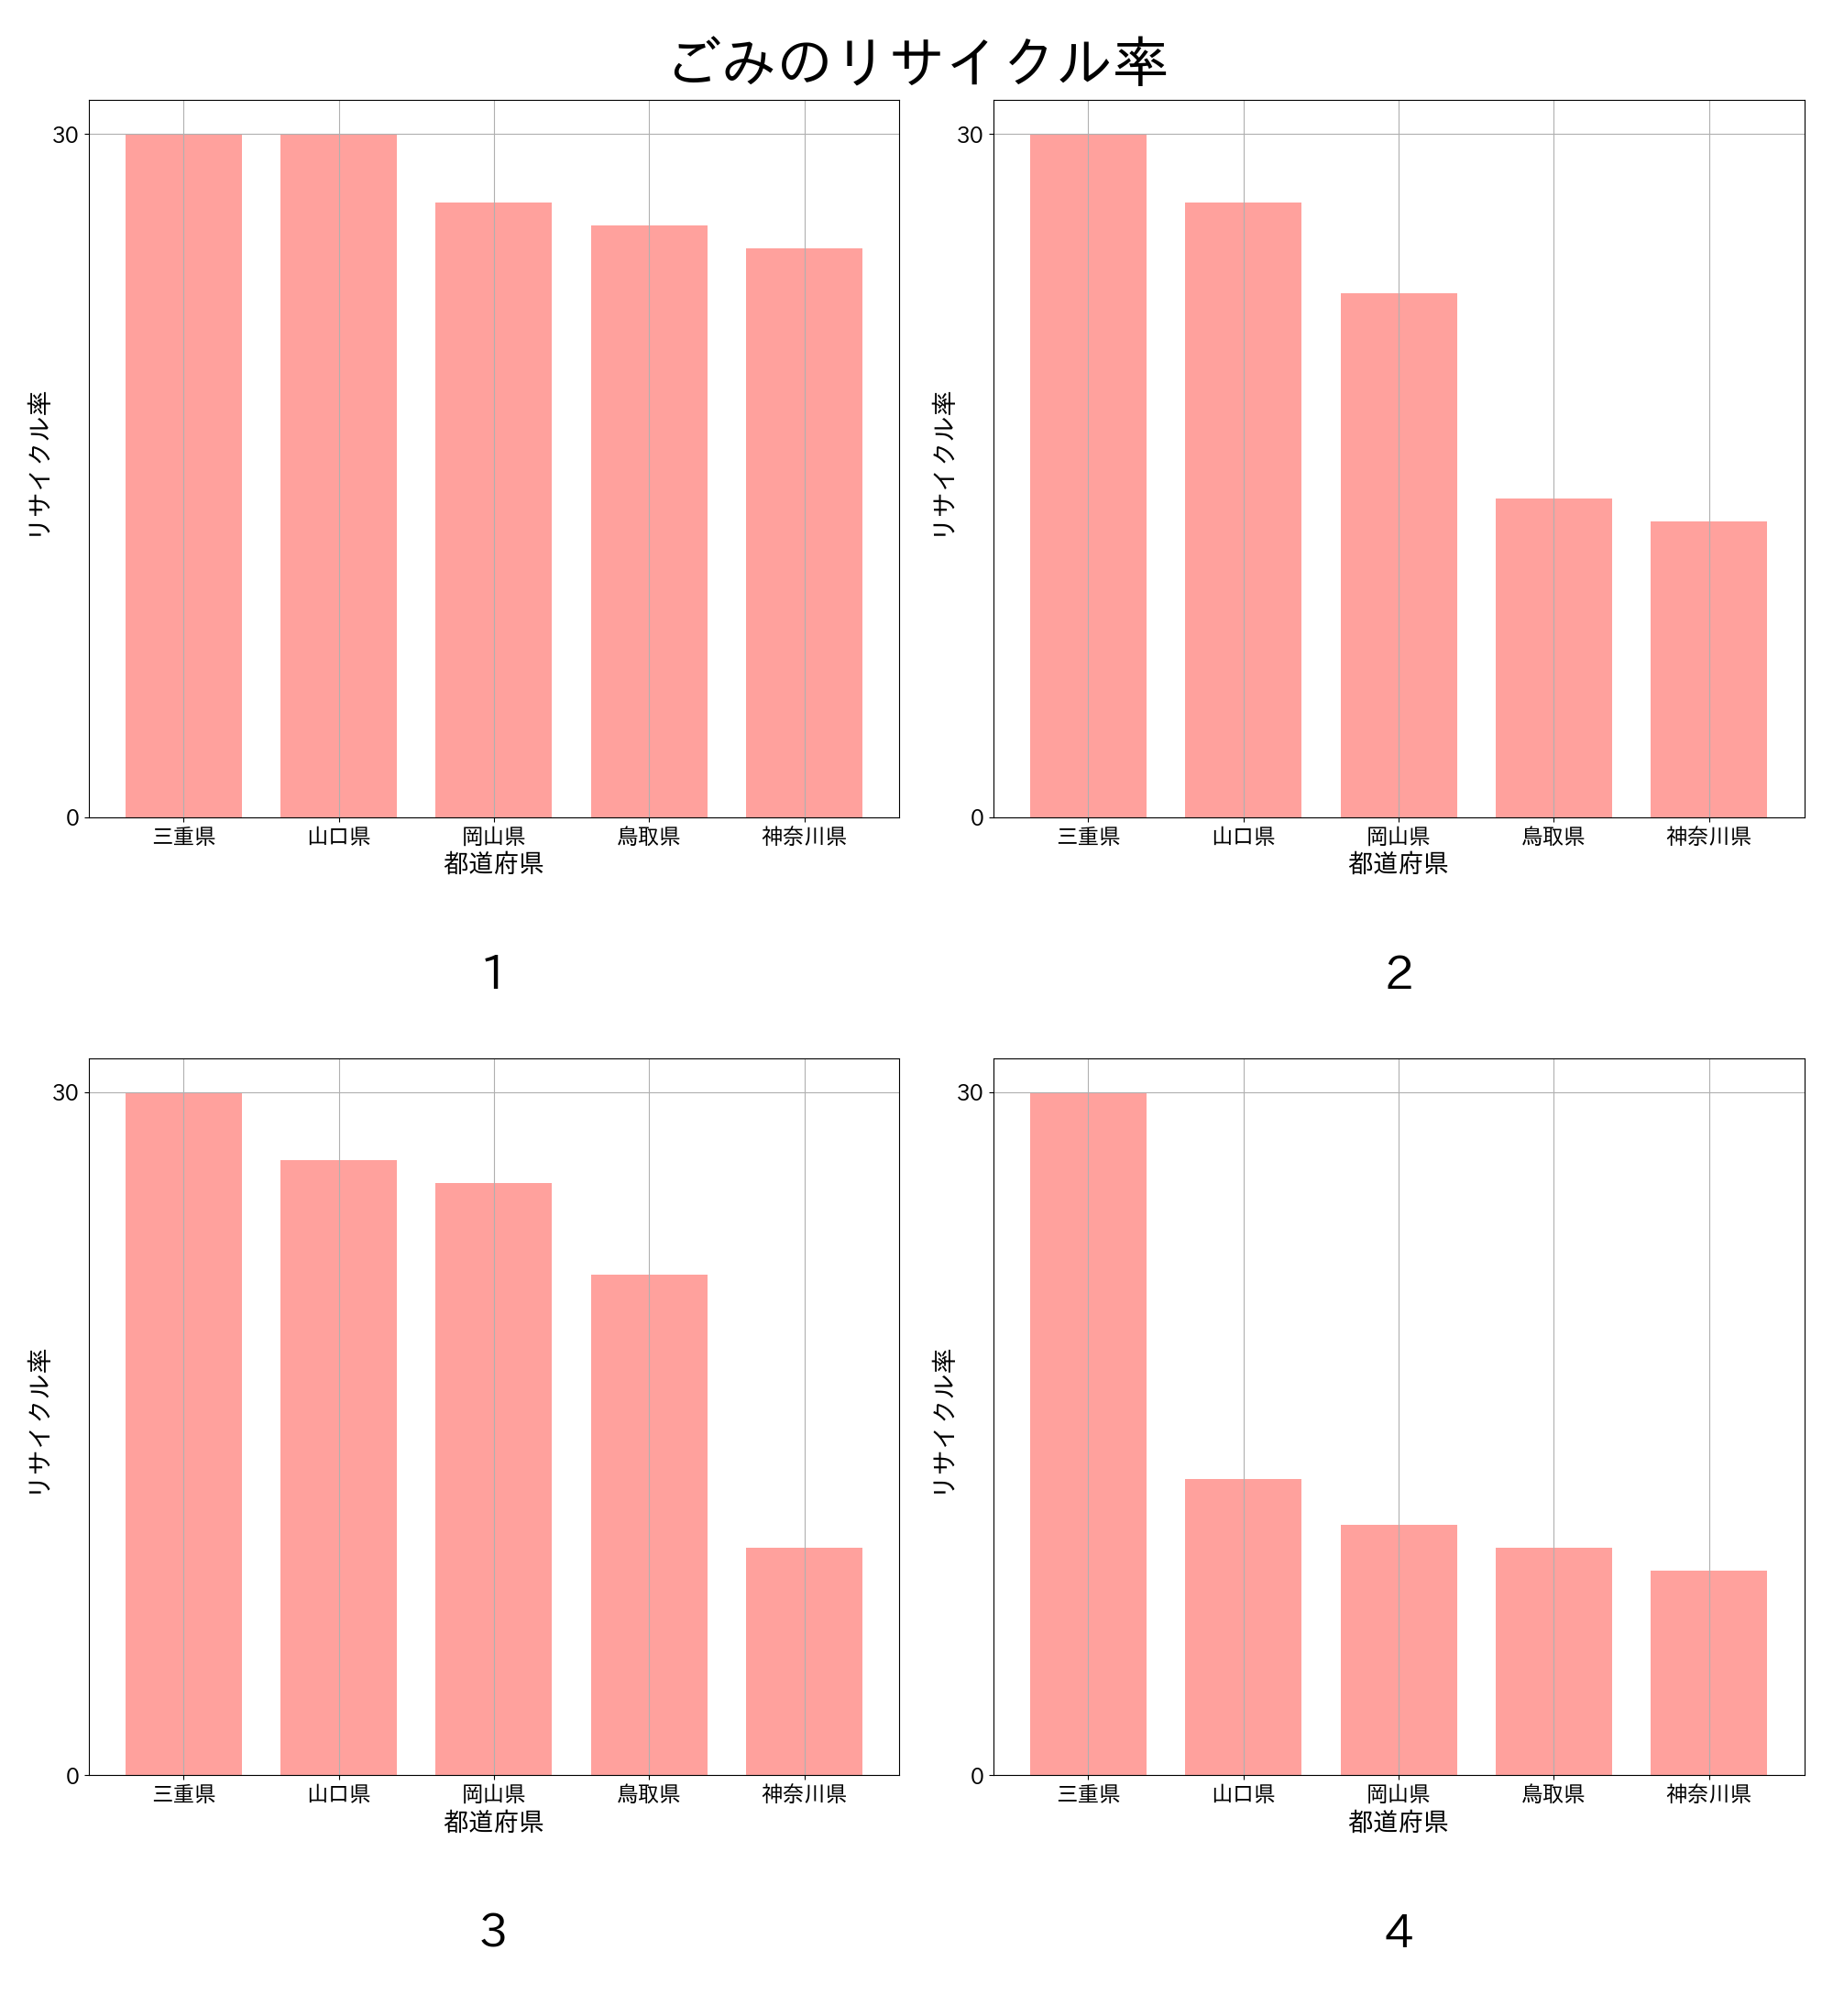 ごみのリサイクル率
30
0
リサイクル率
三重県 山口県 岡山県 鳥取県 神奈川県
都道府県
1
30
0
リサイクル率
三重県 山口県 岡山県 鳥取県 神奈川県
都道府県
2
30
0
リサイクル率
三重県 山口県 岡山県 鳥取県 神奈川県
都道府県
3
30
0
リサイクル率
三重県 山口県 岡山県 鳥取県 神奈川県
都道府県
4